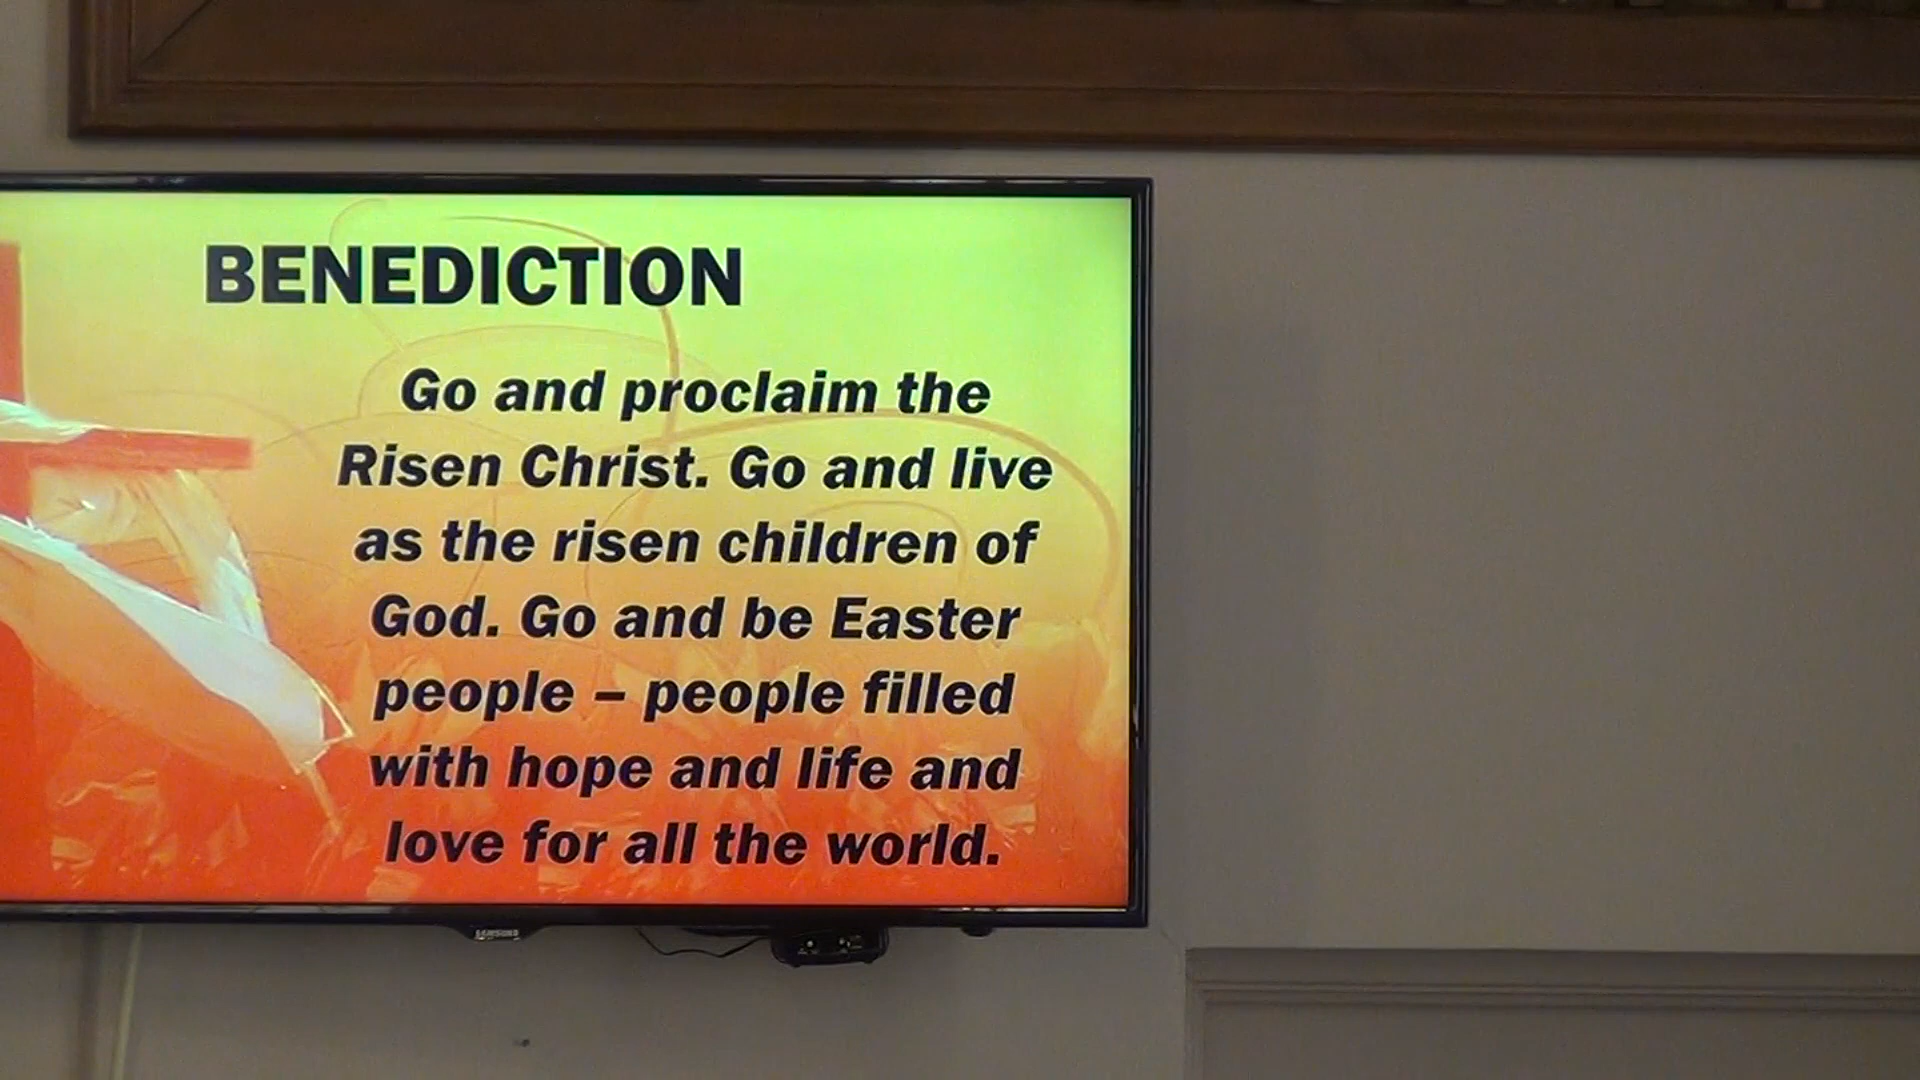 BENEDICTION
Go and proclaim the
Risen Christ. Go and live
as the risen children of
God. Go and be Easter
people – people filled
with hope and life and
love for all the world.
SAMSUNG